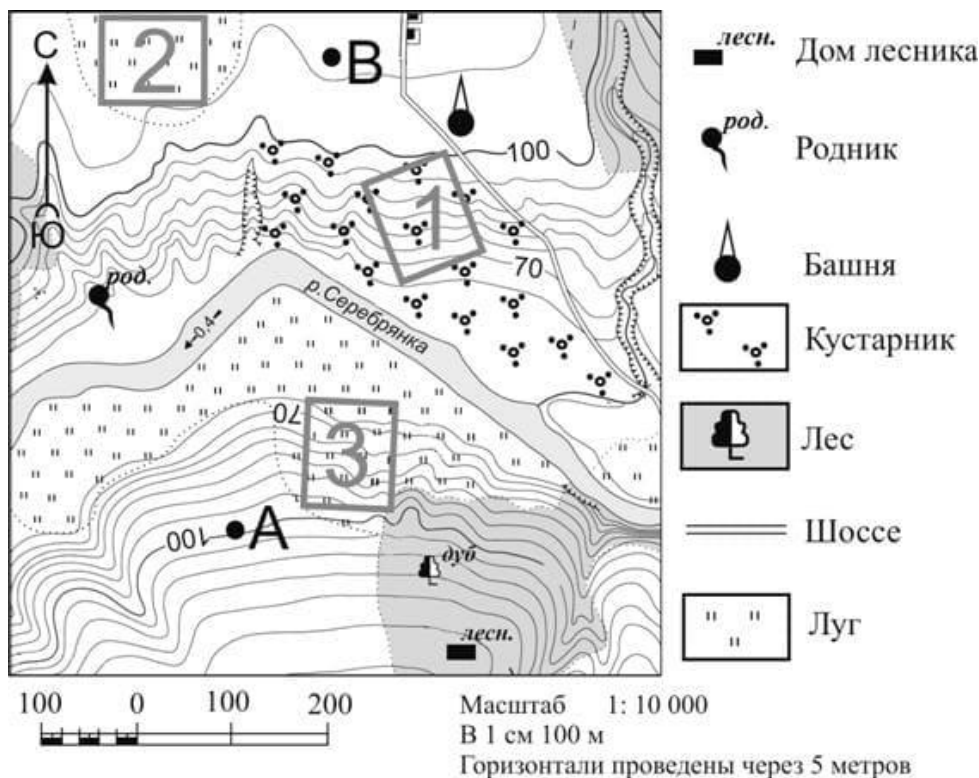 С
Ю
2
В
100
1
70
род.
0,4
р. Серебрянка
70
3
100
А
дуб
лесн.
лесн.
Дом лесника
род.
Родник
Башня
Кустарник
Лес
Шоссе
Луг
100 0 100 200
Масштаб 1: 10 000
В 1 см 100 м
Горизонтали проведены через 5 метров